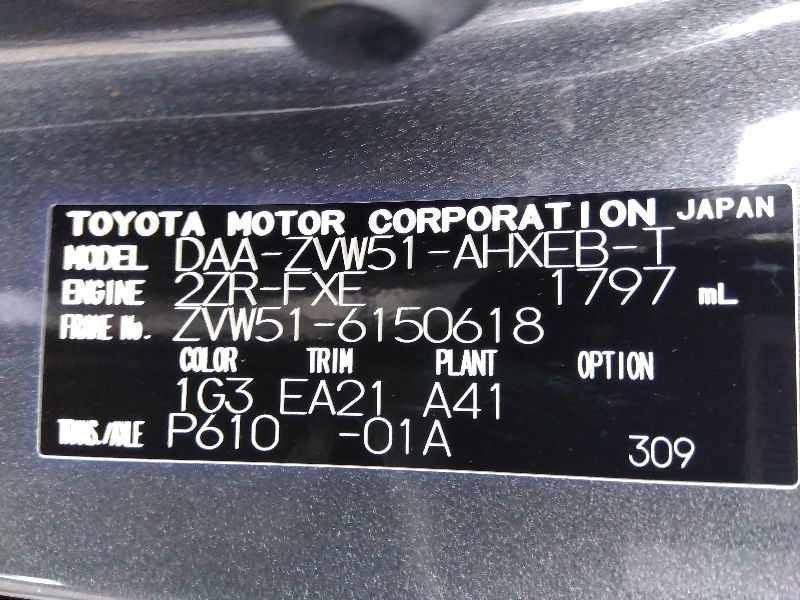 TOYOTA MOTOR CORPORATION JAPAN
MODEL DAA-ZVW51-AHXEB-T
ENGINE 2ZR-FXE 1797 mL
FRAME No. ZVW51-6150618
COLOR TRIM PLANT OPTION
1G3 EA21 A41
TRANS./AXLE P610 -01A 309